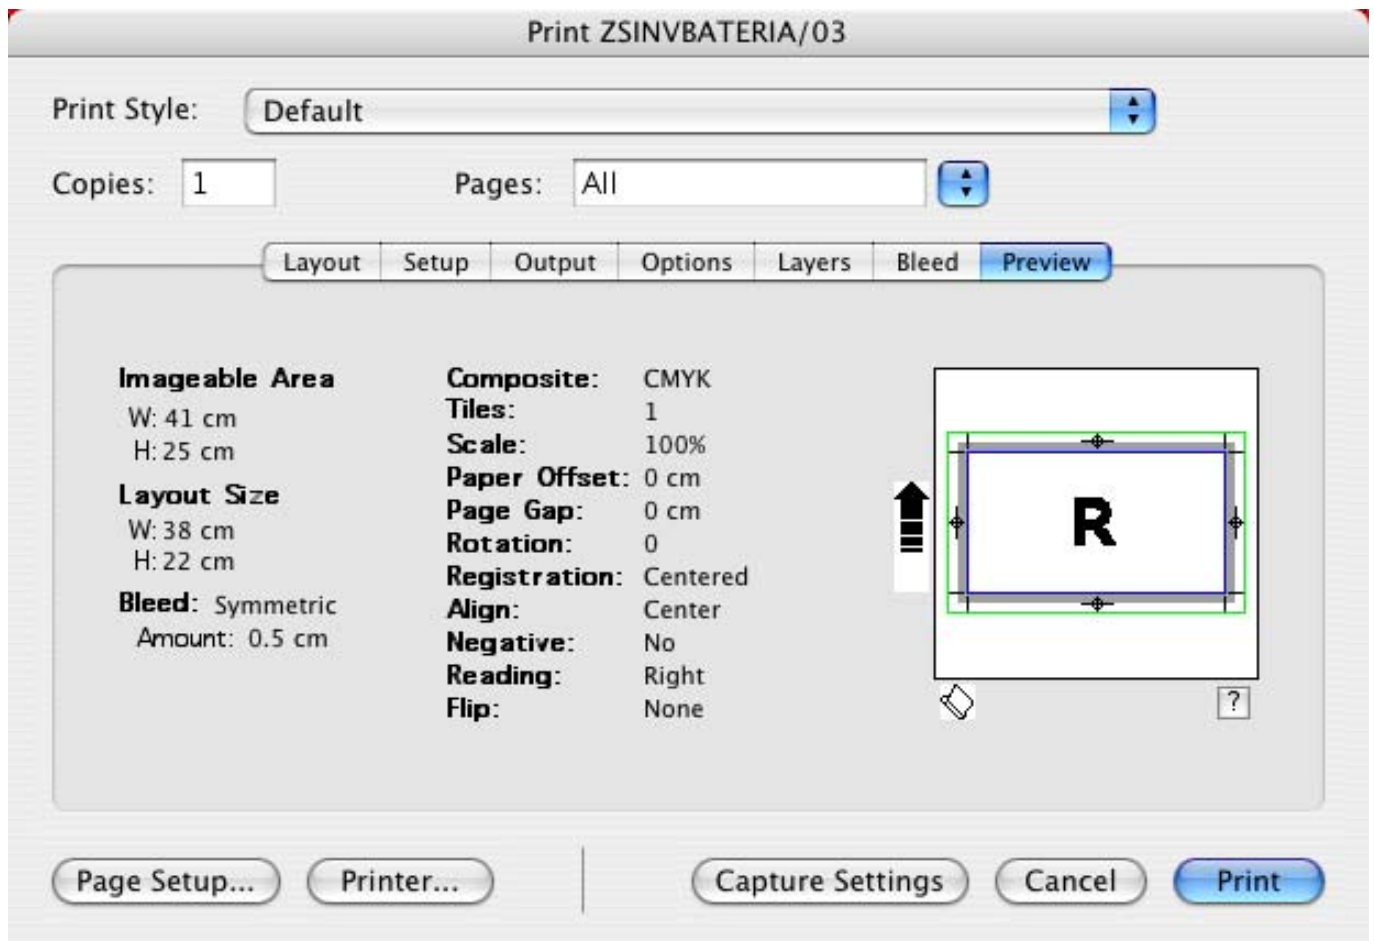 Print ZSINVBATERIA/03
Print Style: Default
Copies: 1 Pages: All
Layout Setup Output Options Layers Bleed Preview
Imageable Area
W: 41 cm
H: 25 cm
Layout Size
W: 38 cm
H: 22 cm
Bleed: Symmetric
Amount: 0.5 cm
Composite: CMYK
Tiles: 1
Scale: 100%
Paper Offset: 0 cm
Page Gap: 0 cm
Rotation: 0
Registration: Centered
Align: Center
Negative: No
Reading: Right
Flip: None
R
?
Page Setup... Printer... Capture Settings Cancel Print